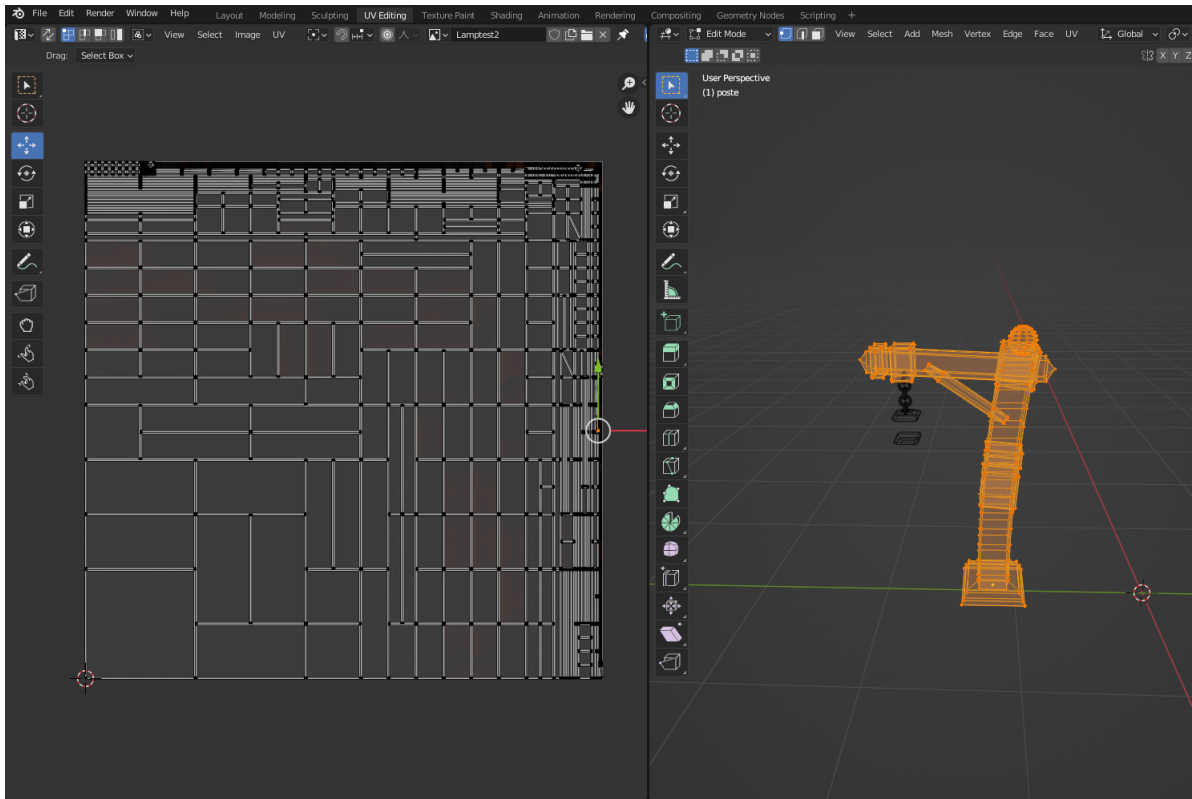 File Edit Render Window Help Layout Modeling Sculpting UV Editing Texture Paint Shading Animation Rendering Compositing Geometry Nodes Scripting +
View Select Image UV Lamptest2 Edit Mode View Select Add Mesh Vertex Edge Face UV Global
Drag: Select Box X Y Z
User Perspective
(1) poste